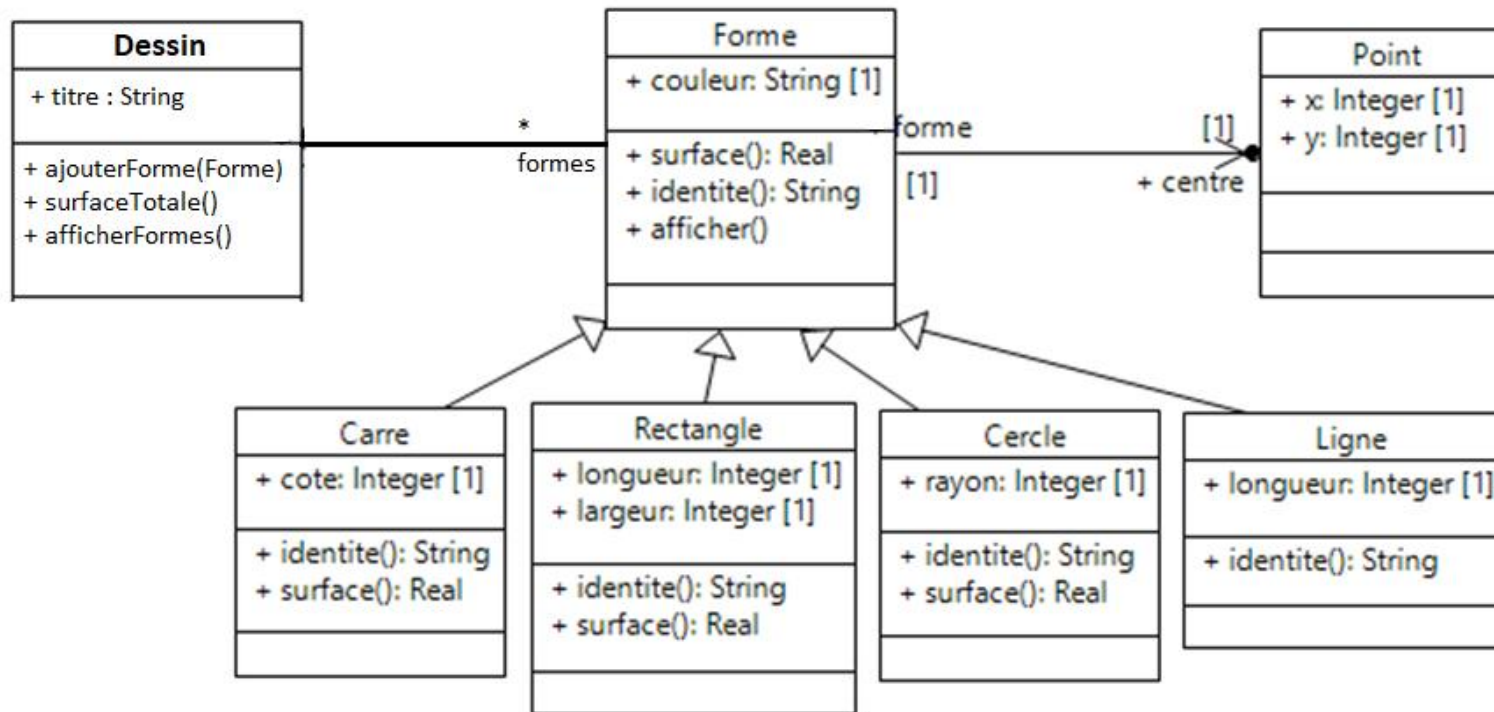 Dessin
+ titre : String
+ ajouterForme(Forme)
+ surfaceTotale()
+ afficherFormes()
*
formes
Forme
+ couleur: String [1]
+ surface(): Real
+ identite(): String
+ afficher()
+ forme
[1]
[1]
+ centre
Point
+ x: Integer [1]
+ y: Integer [1]
Carre
+ cote: Integer [1]
+ identite(): String
+ surface(): Real
Rectangle
+ longueur: Integer [1]
+ largeur: Integer [1]
+ identite(): String
+ surface(): Real
Cercle
+ rayon: Integer [1]
+ identite(): String
+ surface(): Real
Ligne
+ longueur: Integer [1]
+ identite(): String